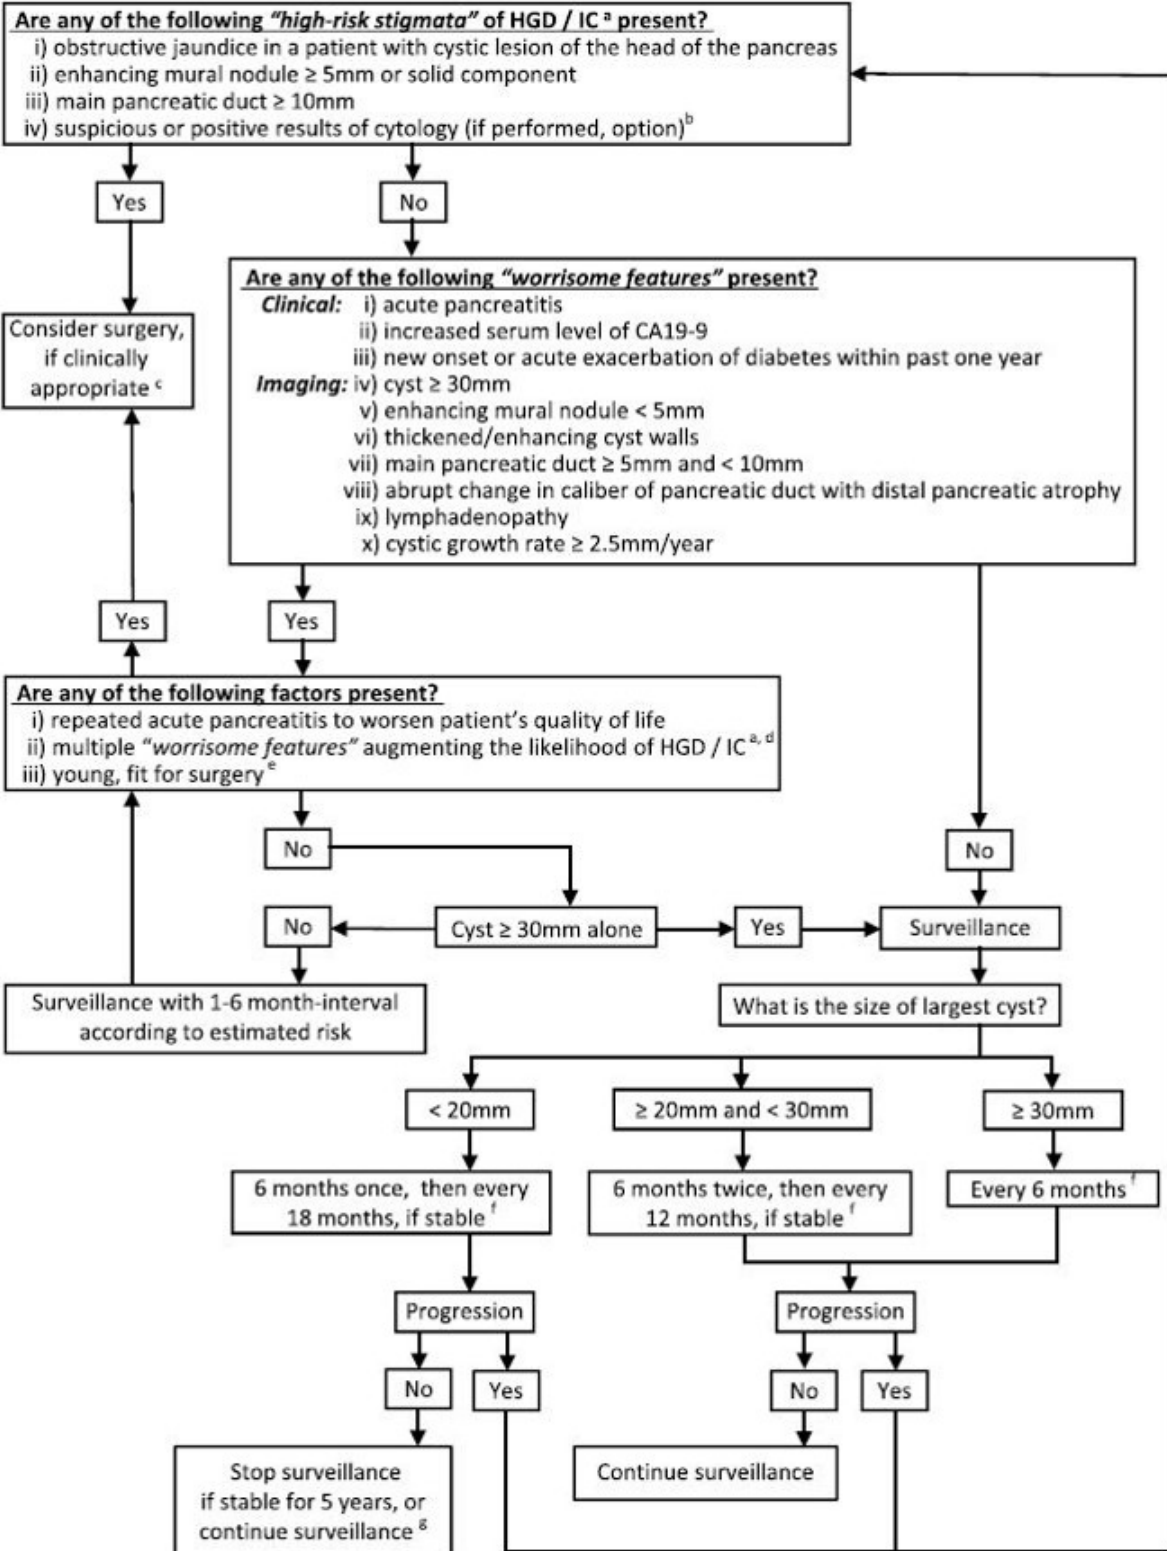 Are any of the following “high-risk stigmata” of HGD / IC a present?
i) obstructive jaundice in a patient with cystic lesion of the head of the pancreas
ii) enhancing mural nodule ≥ 5mm or solid component
iii) main pancreatic duct ≥ 10mm
iv) suspicious or positive results of cytology (if performed, option)b
Yes
No
Are any of the following “worrisome features” present?
Clinical: i) acute pancreatitis
ii) increased serum level of CA19-9
iii) new onset or acute exacerbation of diabetes within past one year
Imaging: iv) cyst ≥ 30mm
v) enhancing mural nodule < 5mm
vi) thickened/enhancing cyst walls
vii) main pancreatic duct ≥ 5mm and < 10mm
viii) abrupt change in caliber of pancreatic duct with distal pancreatic atrophy
ix) lymphadenopathy
x) cystic growth rate ≥ 2.5mm/year
Consider surgery,
if clinically
appropriate c
Yes
Yes
Are any of the following factors present?
i) repeated acute pancreatitis to worsen patient’s quality of life
ii) multiple “worrisome features” augmenting the likelihood of HGD / IC a, d
iii) young, fit for surgery e
No
No
No
Cyst ≥ 30mm alone
Yes
Surveillance
Surveillance with 1-6 month-interval
according to estimated risk
What is the size of largest cyst?
< 20mm
≥ 20mm and < 30mm
≥ 30mm
6 months once, then every
18 months, if stable f
6 months twice, then every
12 months, if stable f
Every 6 months f
Progression
Progression
No
Yes
No
Yes
Stop surveillance
if stable for 5 years, or
continue surveillance g
Continue surveillance